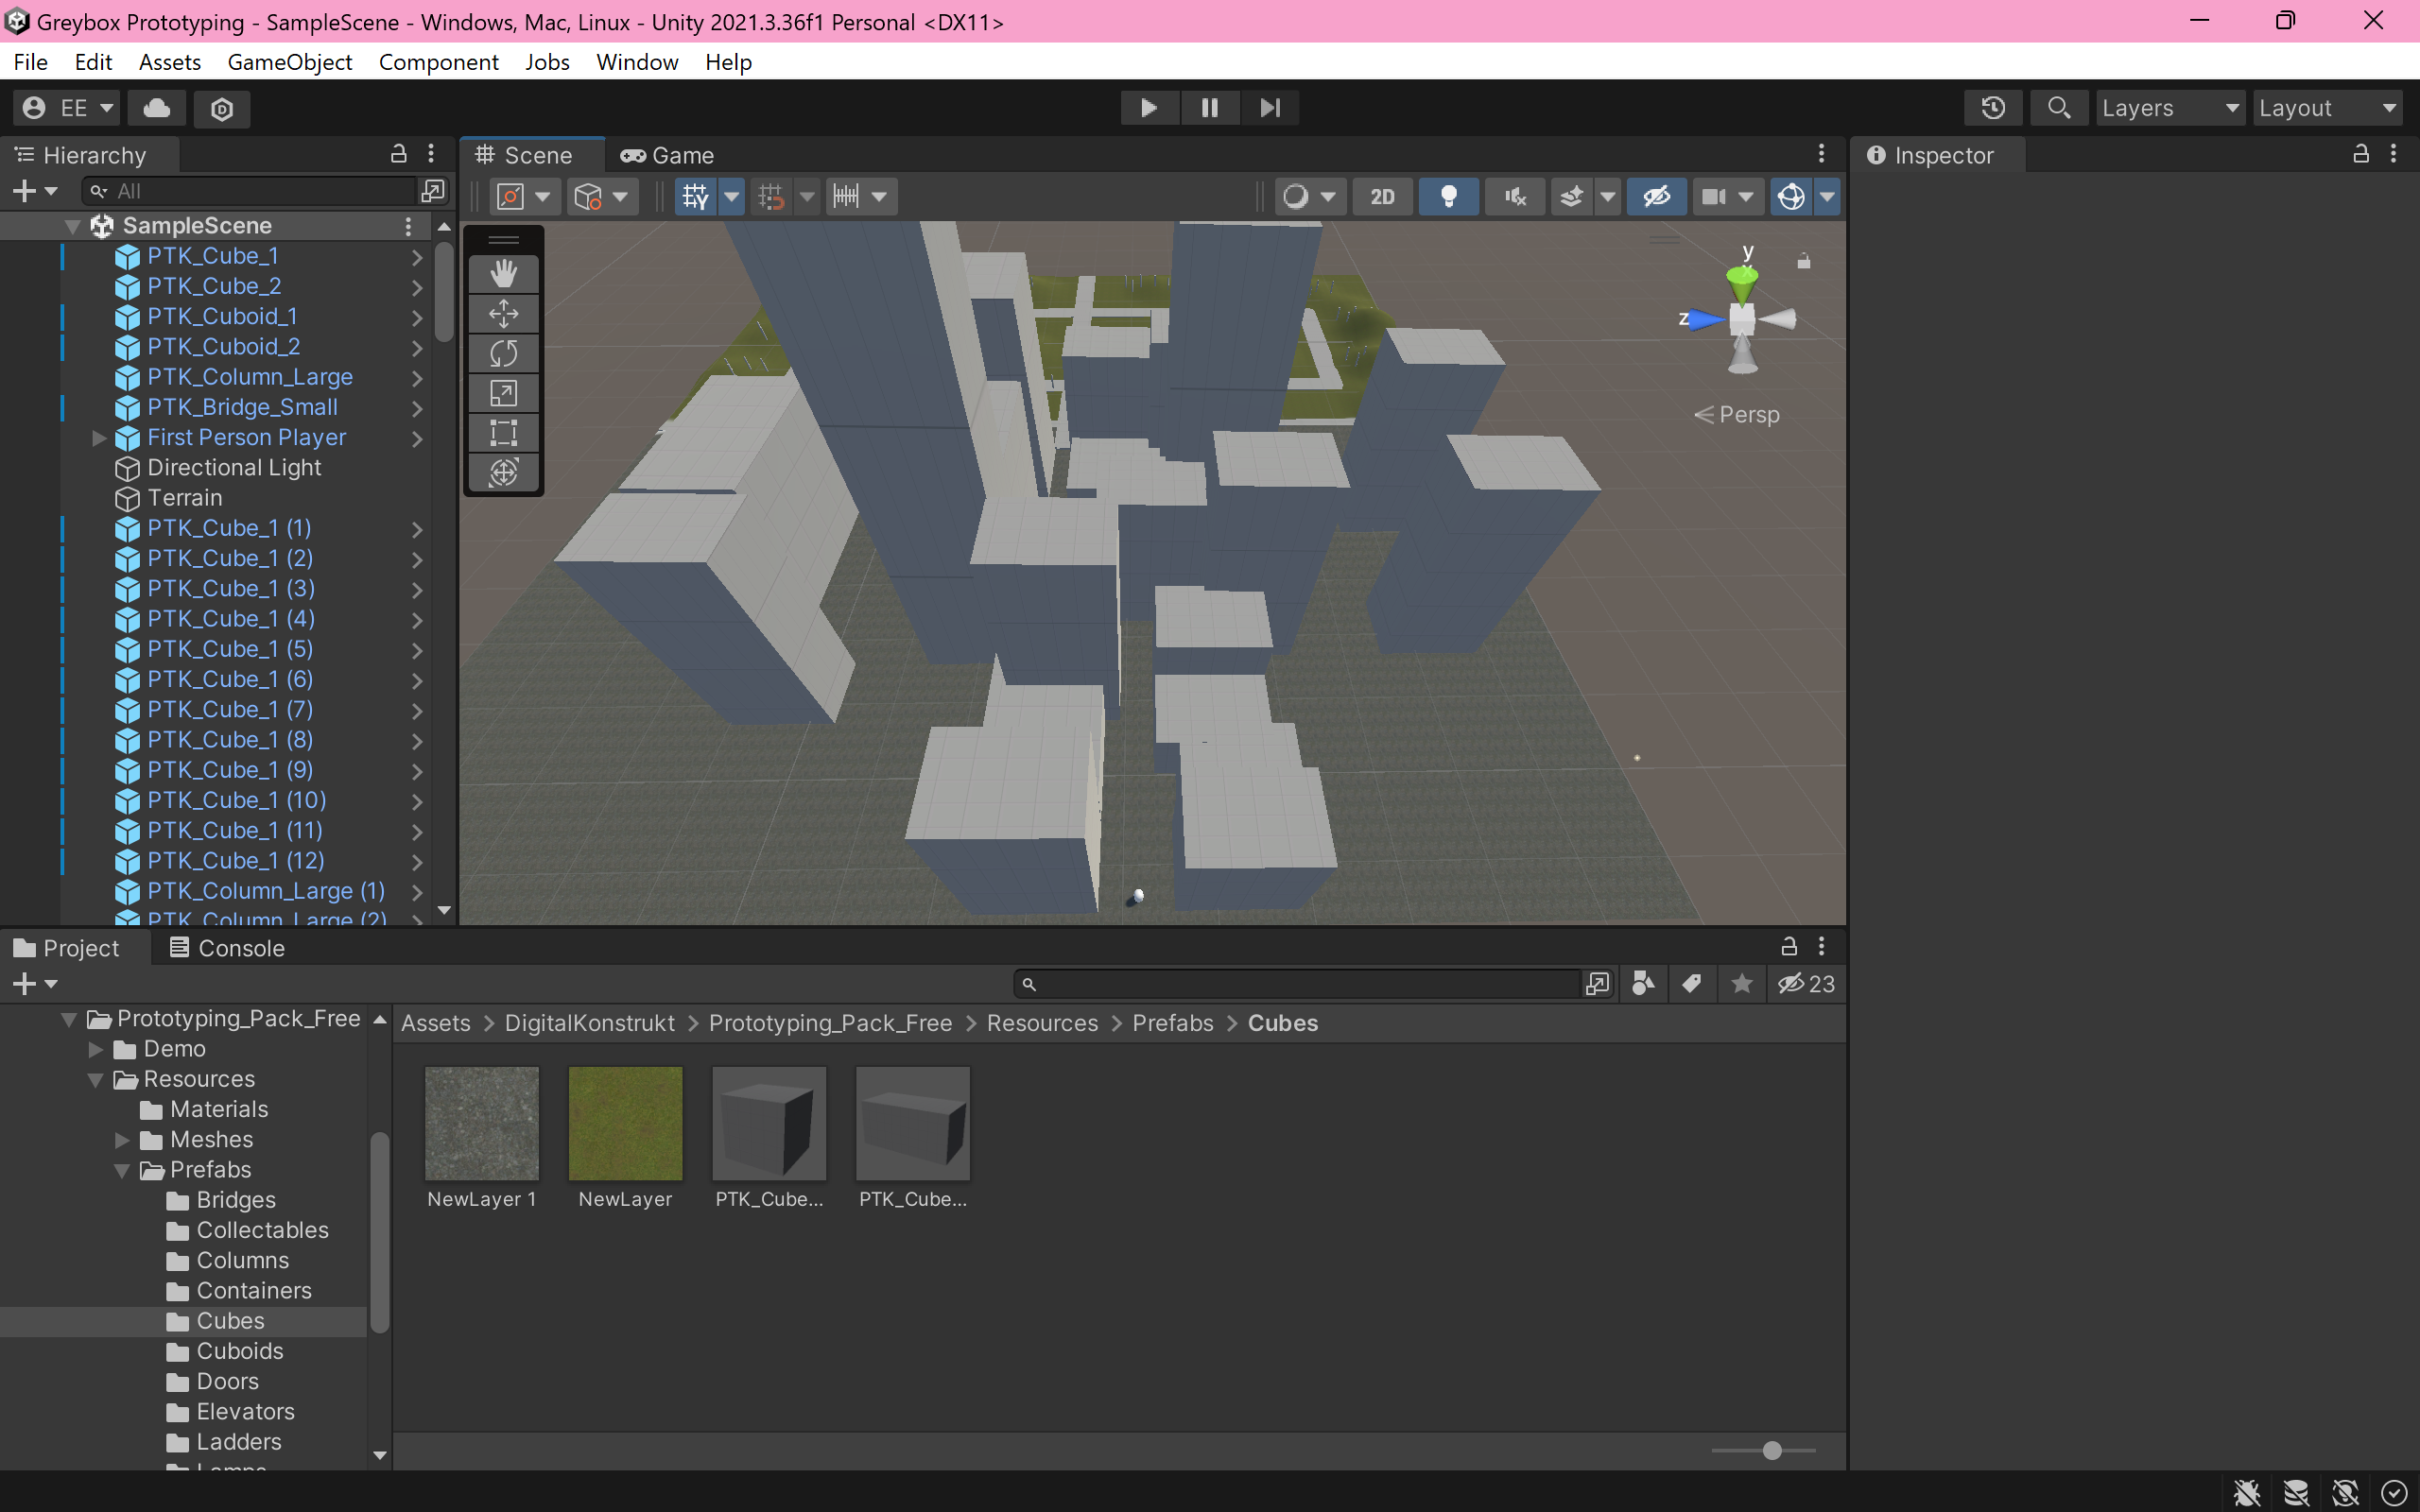 Greybox Prototyping - SampleScene - Windows, Mac, Linux - Unity 2021.3.36f1 Personal <DX11>
File Edit Assets GameObject Component Jobs Window Help
EE Layers Layout
Hierarchy
All
SampleScene
PTK_Cube_1
PTK_Cube_2
PTK_Cuboid_1
PTK_Cuboid_2
PTK_Column_Large
PTK_Bridge_Small
First Person Player
Directional Light
Terrain
PTK_Cube_1 (1)
PTK_Cube_1 (2)
PTK_Cube_1 (3)
PTK_Cube_1 (4)
PTK_Cube_1 (5)
PTK_Cube_1 (6)
PTK_Cube_1 (7)
PTK_Cube_1 (8)
PTK_Cube_1 (9)
PTK_Cube_1 (10)
PTK_Cube_1 (11)
PTK_Cube_1 (12)
PTK_Column_Large (1)
PTK_Column_Large (2)
Scene Game
2D
y
x
z
Persp
Inspector
Project Console
23
Prototyping_Pack_Free
Demo
Resources
Materials
Meshes
Prefabs
Bridges
Collectables
Columns
Containers
Cubes
Cuboids
Doors
Elevators
Ladders
Lamps
Assets > DigitalKonstrukt > Prototyping_Pack_Free > Resources > Prefabs > Cubes
NewLayer 1 NewLayer PTK_Cube... PTK_Cube...